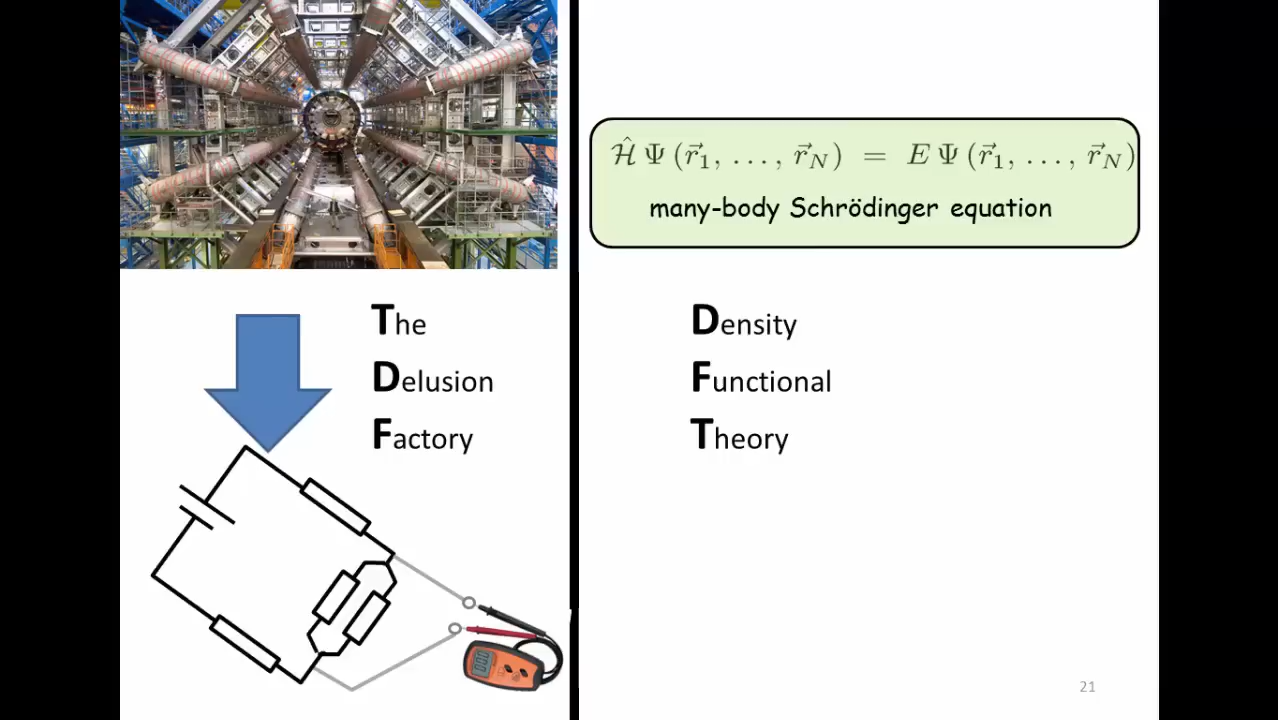 Ĥ Ψ (r⃗₁, …, r⃗_N) = E Ψ (r⃗₁, …, r⃗_N)
many-body Schrödinger equation
The
Delusion
Factory
Density
Functional
Theory
21